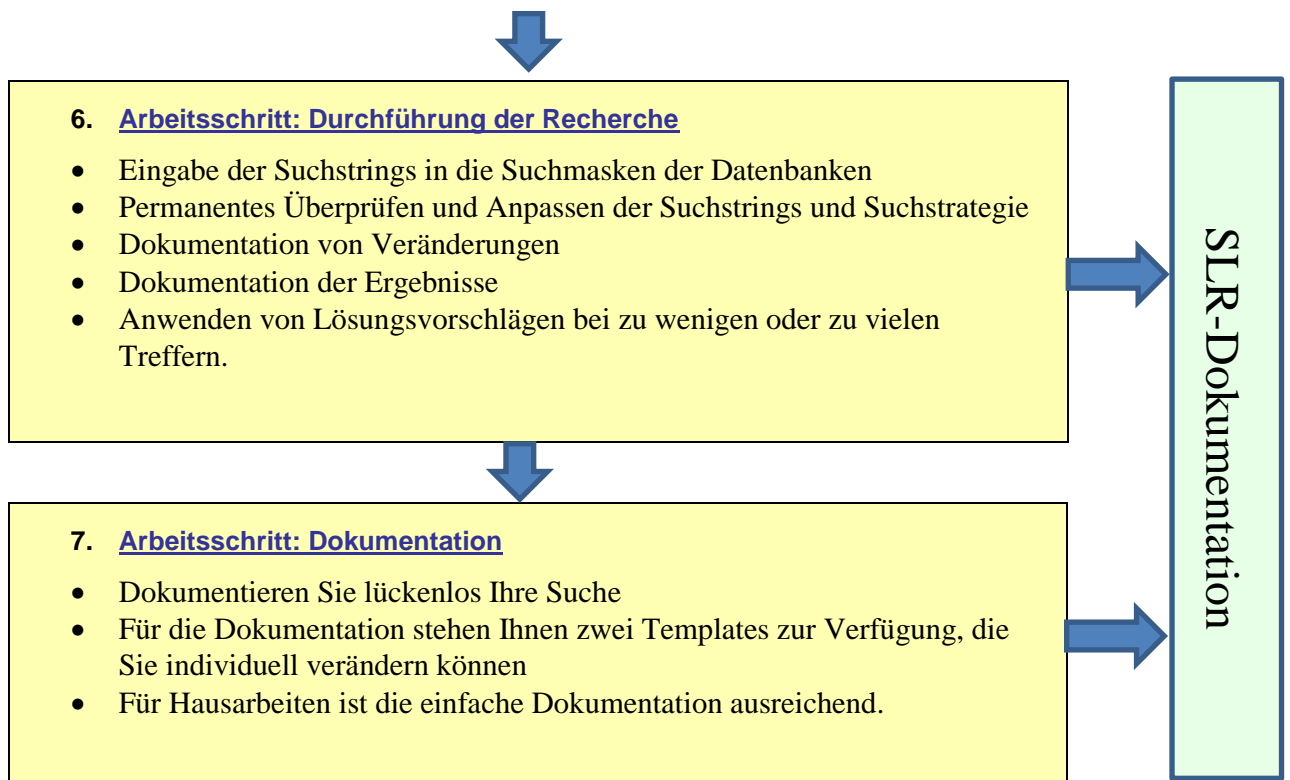 6. Arbeitsschritt: Durchführung der Recherche
• Eingabe der Suchstrings in die Suchmasken der Datenbanken
• Permanentes Überprüfen und Anpassen der Suchstrings und Suchstrategie
• Dokumentation von Veränderungen
• Dokumentation der Ergebnisse
• Anwenden von Lösungsvorschlägen bei zu wenigen oder zu vielen
Treffern.
7. Arbeitsschritt: Dokumentation
• Dokumentieren Sie lückenlos Ihre Suche
• Für die Dokumentation stehen Ihnen zwei Templates zur Verfügung, die
Sie individuell verändern können
• Für Hausarbeiten ist die einfache Dokumentation ausreichend.
SLR-Dokumentation